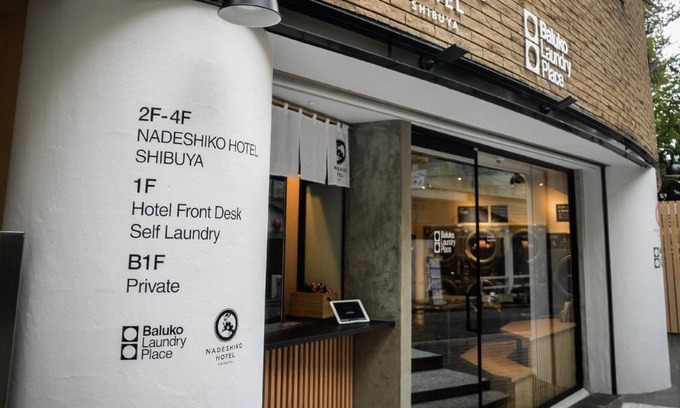 2F-4F
NADESHIKO HOTEL
SHIBUYA
1F
Hotel Front Desk
Self Laundry
B1F
Private
Baluko
Laundry
Place
NADESHIKO
HOTEL
SHIBUYA
SHIBUYA
Baluko
Laundry
Place
Baluko
Laundry
Place